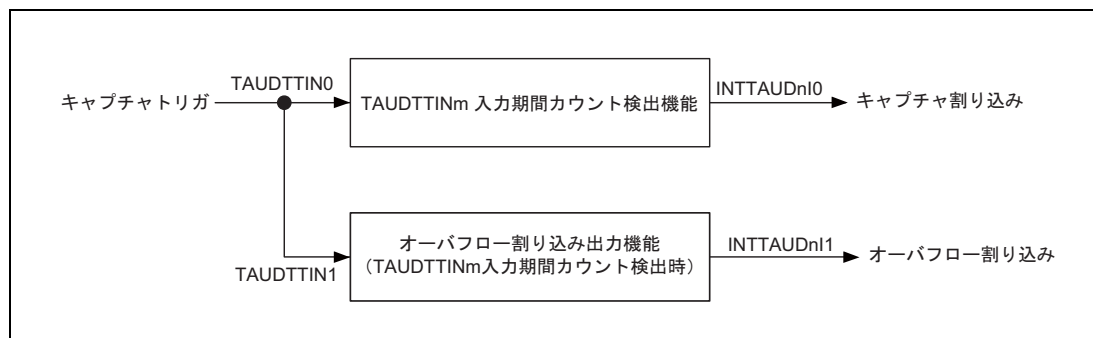 キャプチャトリガ
TAUDTTIN0
TAUDTTINm 入力期間カウント検出機能
INTTAUDnI0
キャプチャ割り込み
TAUDTTIN1
オーバフロー割り込み出力機能
（TAUDTTINm入力期間カウント検出時）
INTTAUDnI1
オーバフロー割り込み